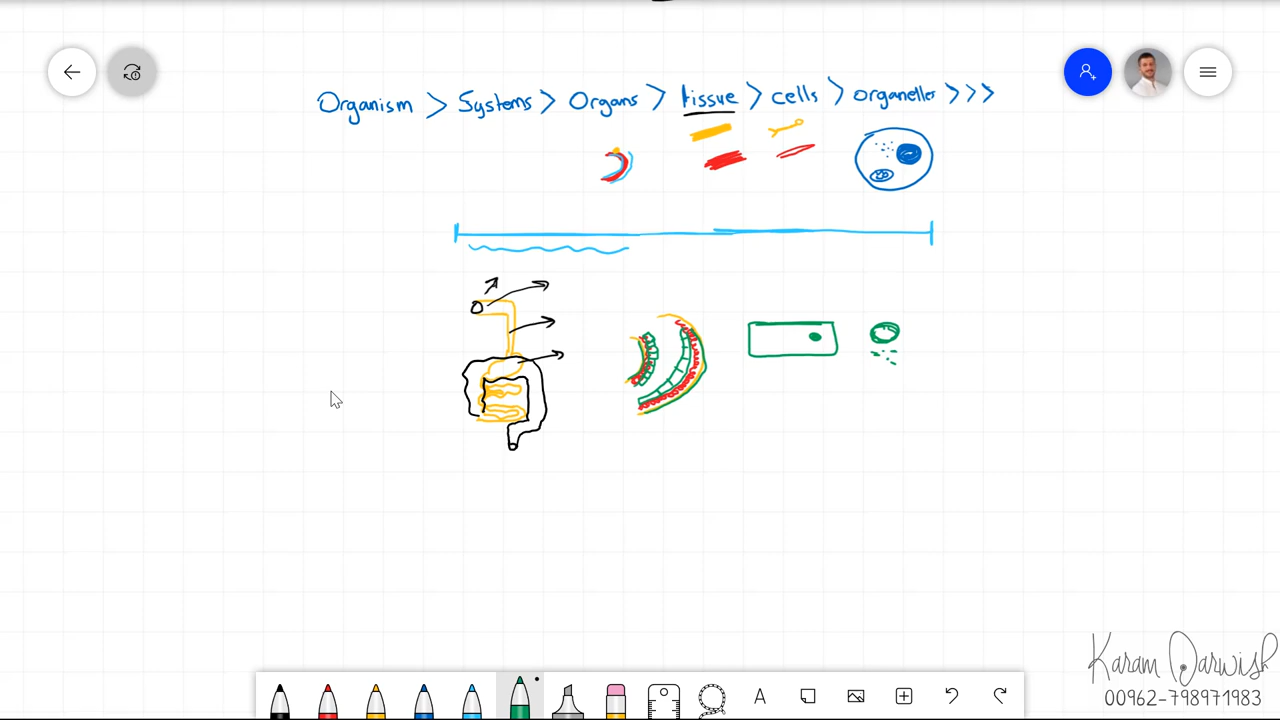 Organism > Systems > Organs > tissue > cells > organelles >>>
Karam Darwish
00962-798971983
A